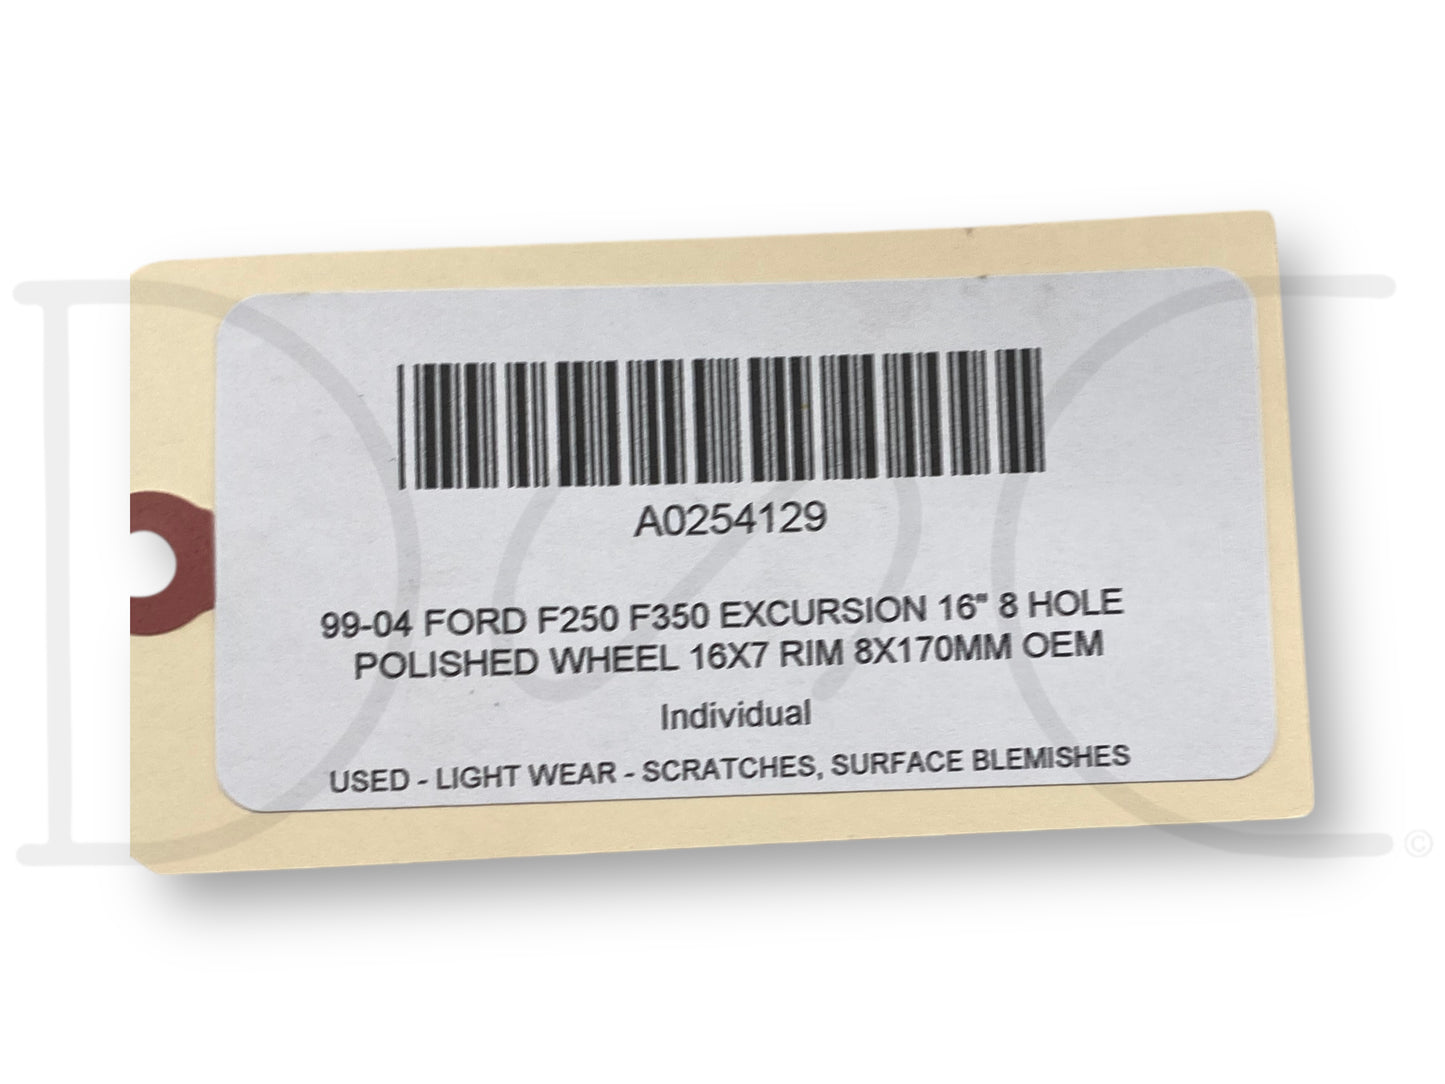 A0254129
99-04 FORD F250 F350 EXCURSION 16" 8 HOLE
POLISHED WHEEL 16X7 RIM 8X170MM OEM
Individual
USED - LIGHT WEAR - SCRATCHES, SURFACE BLEMISHES
©